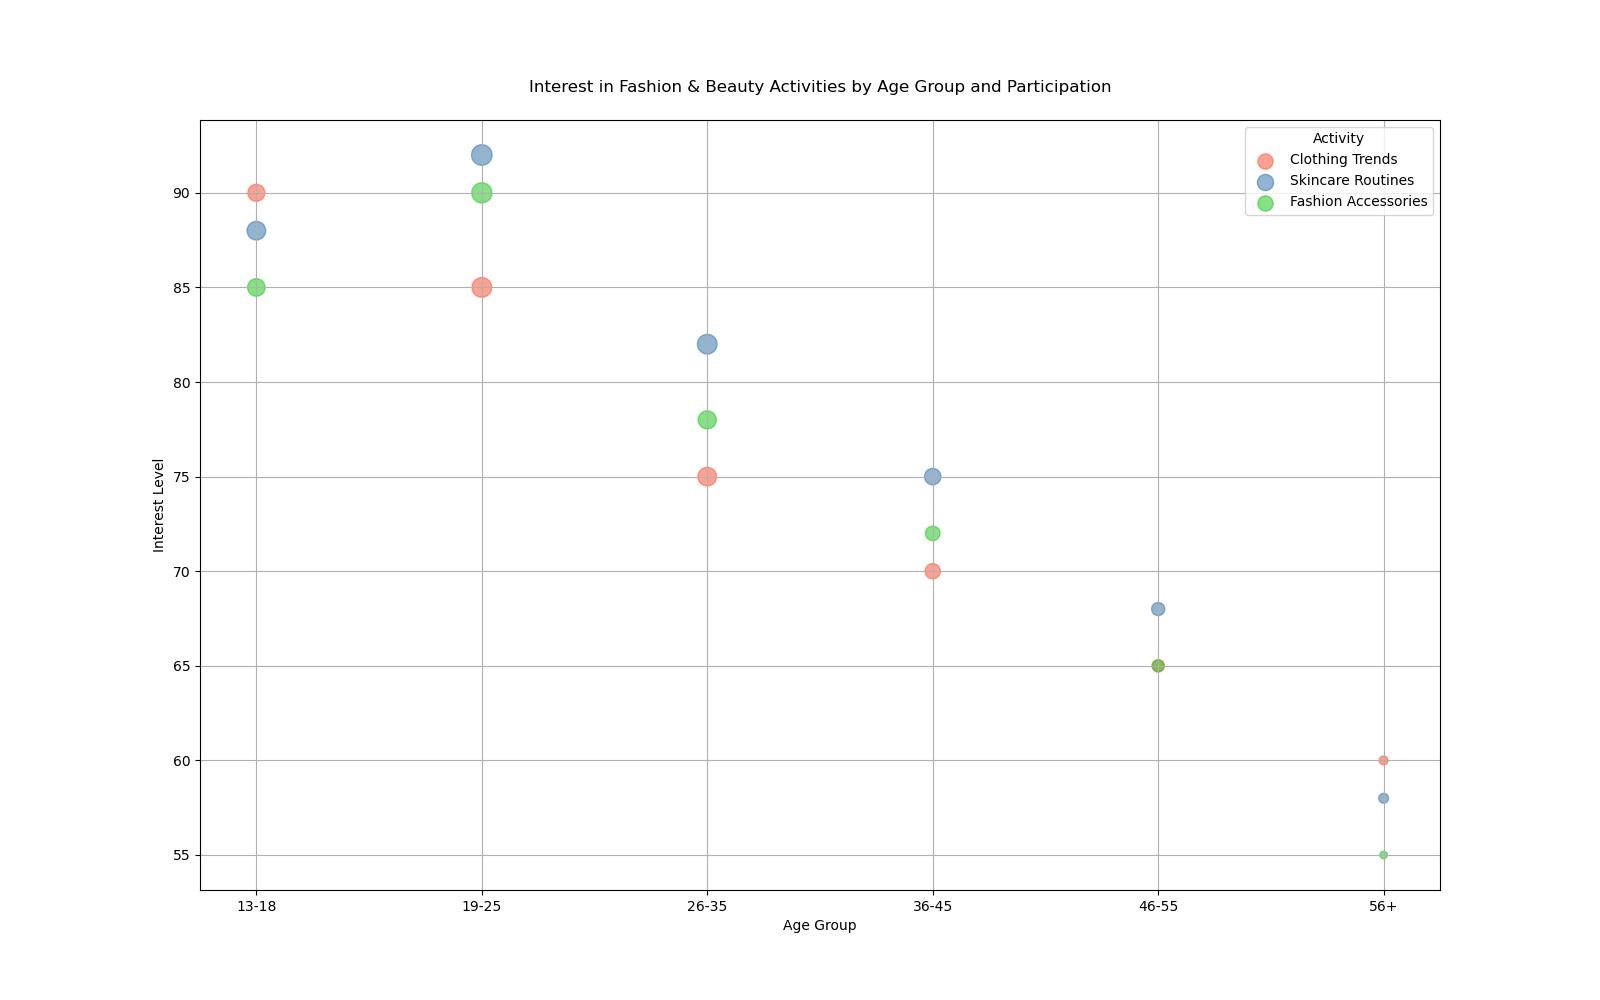 Interest in Fashion & Beauty Activities by Age Group and Participation
Activity
Clothing Trends
Skincare Routines
Fashion Accessories
90
85
80
75
70
65
60
55
Interest Level
13-18
19-25
26-35
36-45
46-55
56+
Age Group